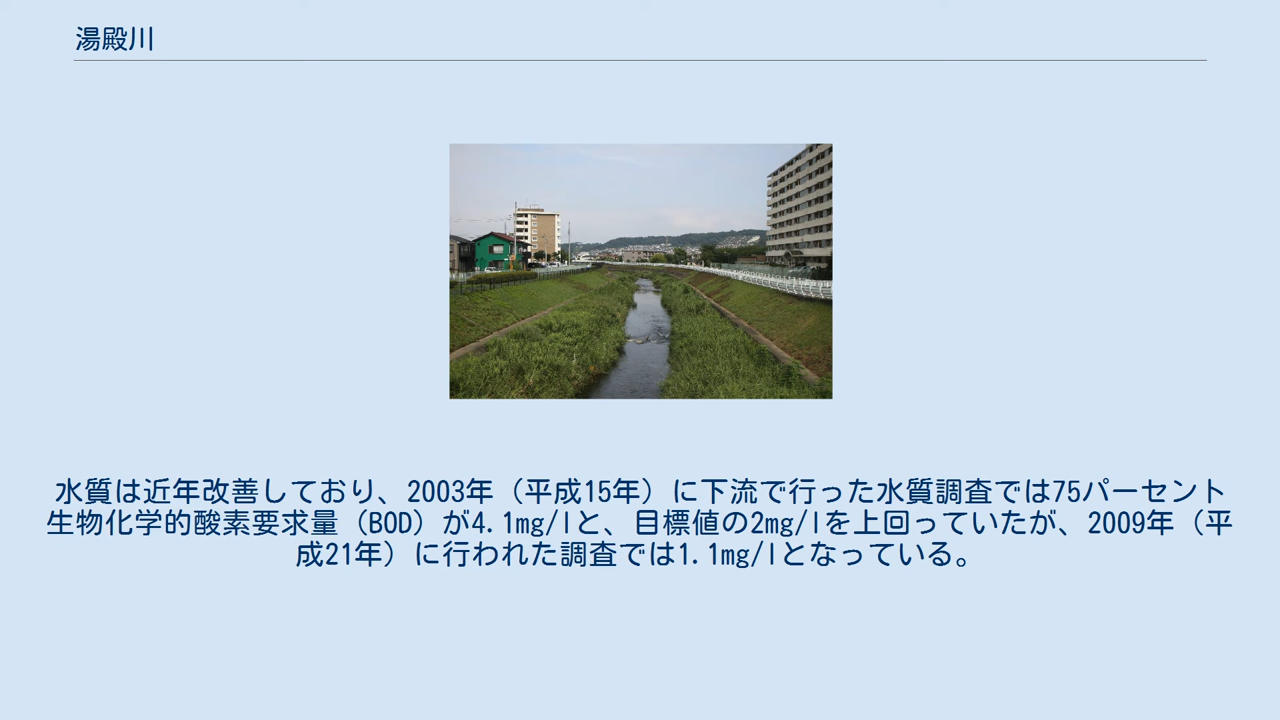 湯殿川
水質は近年改善しており、2003年（平成15年）に下流で行った水質調査では75パーセント
生物化学的酸素要求量（BOD）が4.1mg/lと、目標値の2mg/lを上回っていたが、2009年（平
成21年）に行われた調査では1.1mg/lとなっている。